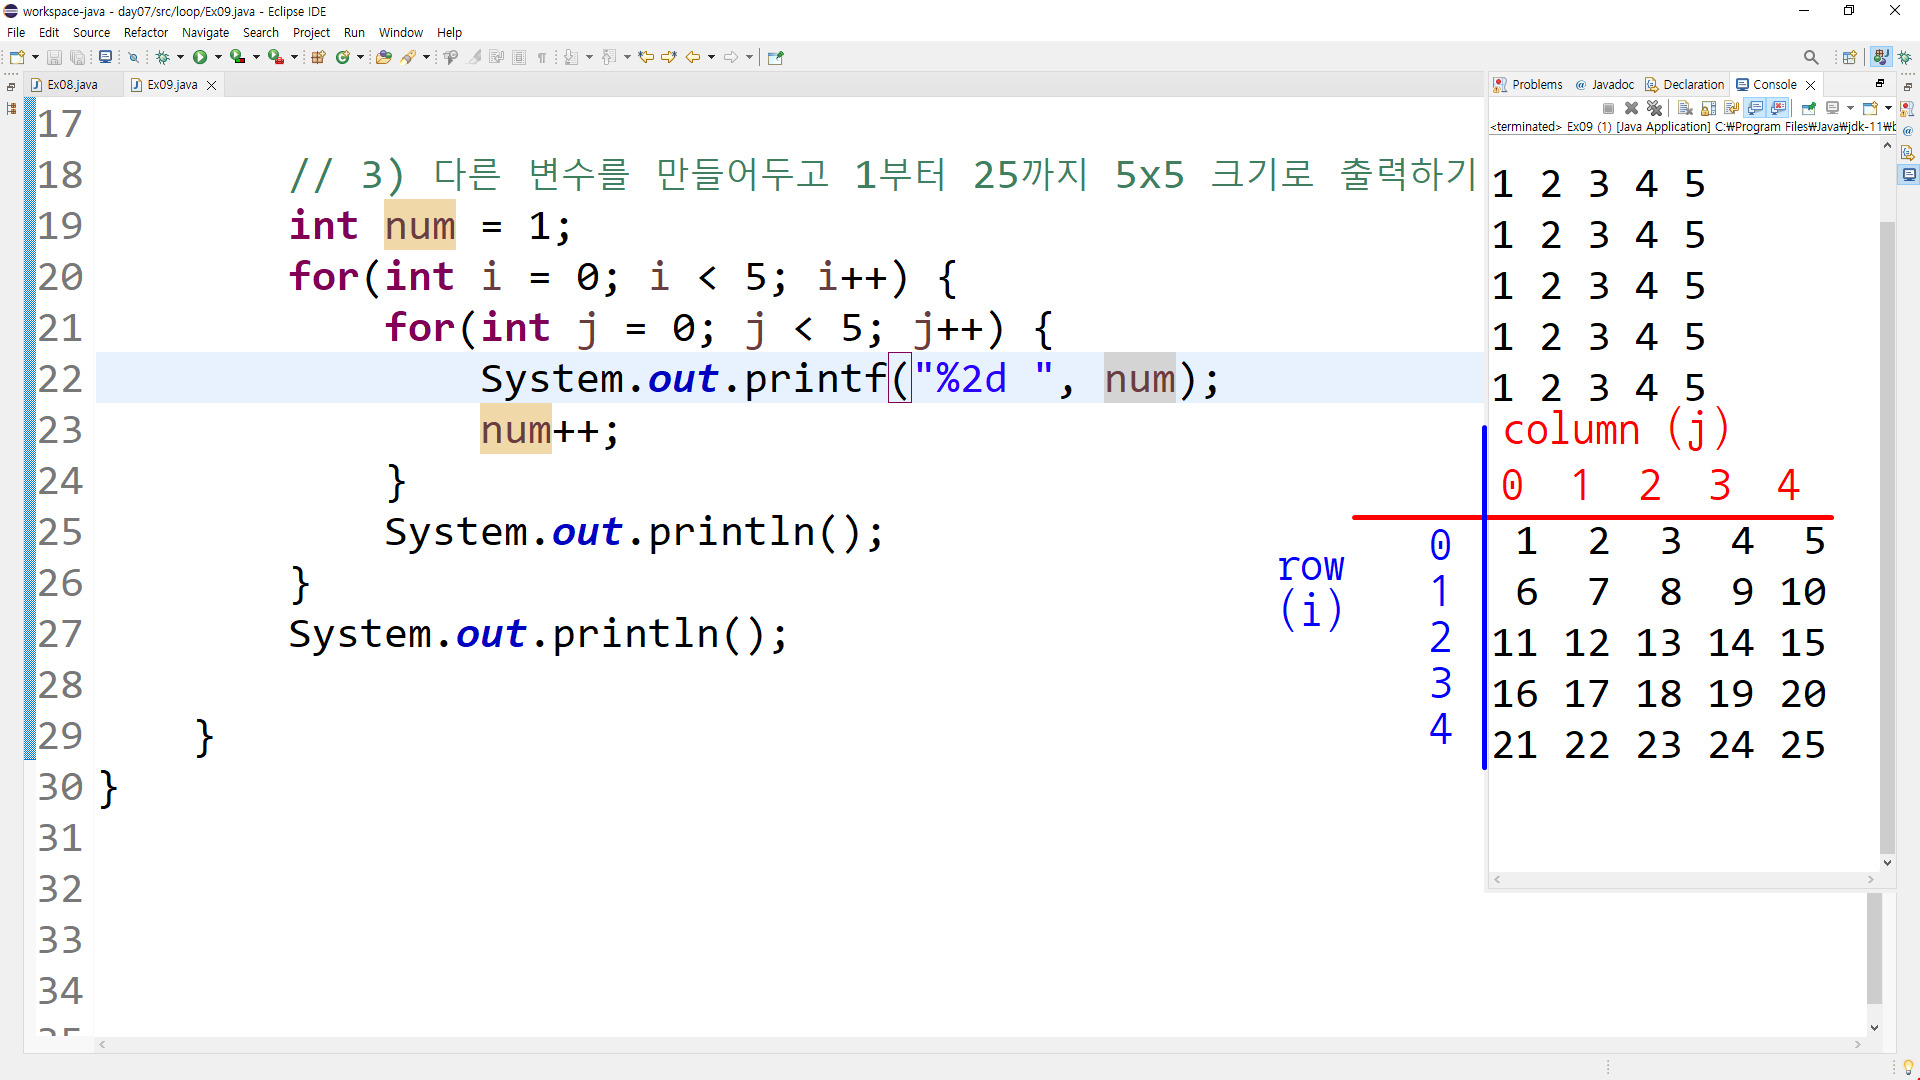 workspace-java - day07/src/loop/Ex09.java - Eclipse IDE
File Edit Source Refactor Navigate Search Project Run Window Help
Ex08.java Ex09.java
17
18 // 3) 다른 변수를 만들어두고 1부터 25까지 5x5 크기로 출력하기
19 int num = 1;
20 for(int i = 0; i < 5; i++) {
21 for(int j = 0; j < 5; j++) {
22 System.out.printf("%2d ", num);
23 num++;
24 }
25 System.out.println();
26 }
27 System.out.println();
28
29 }
30 }
31
32
33
34
35
Problems Javadoc Declaration Console
<terminated> Ex09 (1) [Java Application] C:₩Program Files₩Java₩jdk-11₩b
1 2 3 4 5
1 2 3 4 5
1 2 3 4 5
1 2 3 4 5
1 2 3 4 5
column (j)
0 1 2 3 4
row
(i)
0
1
2
3
4
1 2 3 4 5
6 7 8 9 10
11 12 13 14 15
16 17 18 19 20
21 22 23 24 25